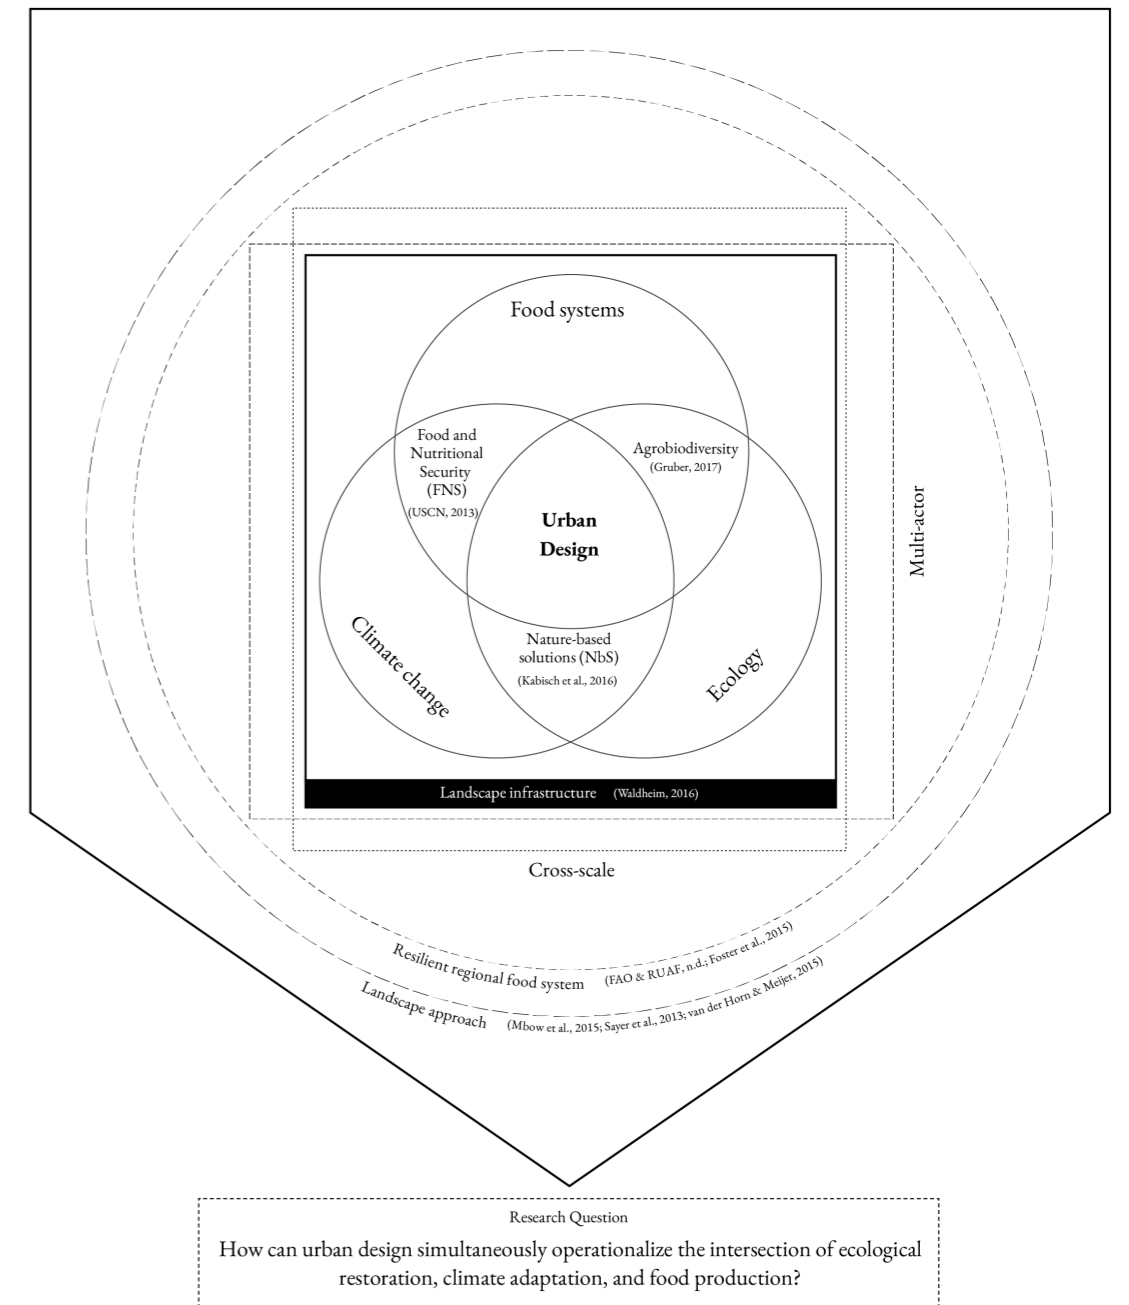 Food systems
Food and
Nutritional
Security
(FNS)
(USCN, 2013)
Agrobiodiversity
(Gruber, 2017)
Urban
Design
Multi-actor
Climate change
Nature-based
solutions (NbS)
(Kabisch et al., 2016)
Ecology
Landscape infrastructure (Waldheim, 2016)
Cross-scale
Resilient regional food system (FAO & RUAF, n.d.; Foster et al., 2015)
Landscape approach (Mbow et al., 2015; Sayer et al., 2013; van der Horn & Meijer, 2015)
Research Question
How can urban design simultaneously operationalize the intersection of ecological
restoration, climate adaptation, and food production?